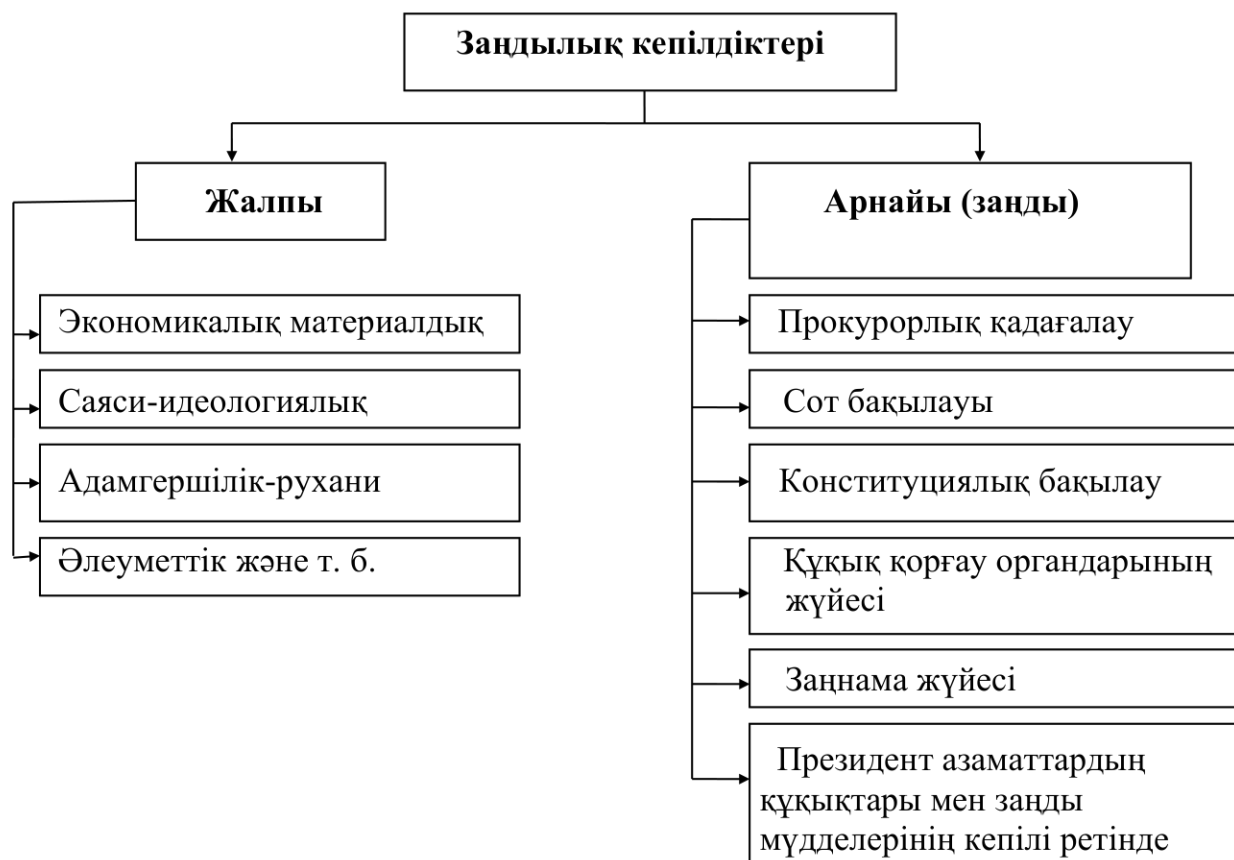 Заңдылық кепілдіктері
Жалпы
Экономикалық материалдық
Саяси-идеологиялық
Адамгершілік-рухани
Әлеуметтік және т. б.
Арнайы (заңды)
Прокурорлық қадағалау
Сот бақылауы
Конституциялық бақылау
Құқық қорғау органдарының
жүйесі
Заңнама жүйесі
Президент азаматтардың
құқықтары мен заңды
мүдделерінің кепілі ретінде